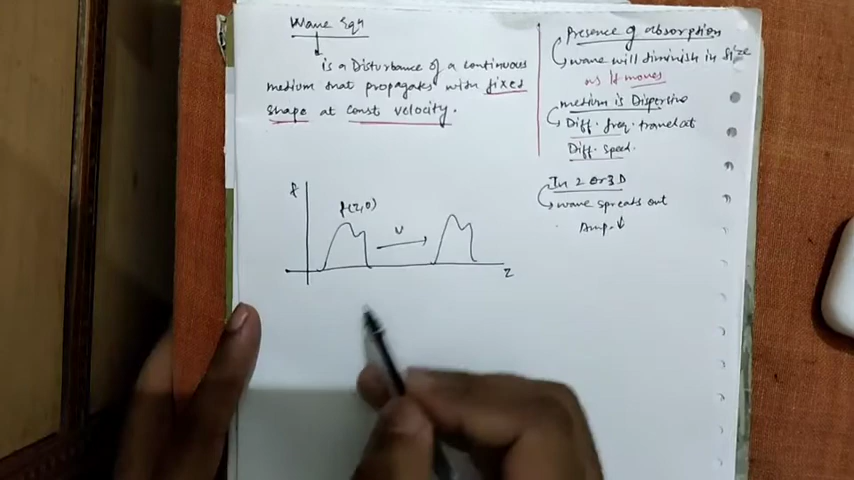 Wave Eqn
is a Disturbance of a continuous
medium that propagates with fixed
shape at const velocity.
f
f(z,0)
v
z
Presence of absorption
wave will diminish in size
as it moves
medium is Dispersive
Diff. freq. travel at
Diff. speed.
In 2 or 3D
wave spreads out
Amp. ↓